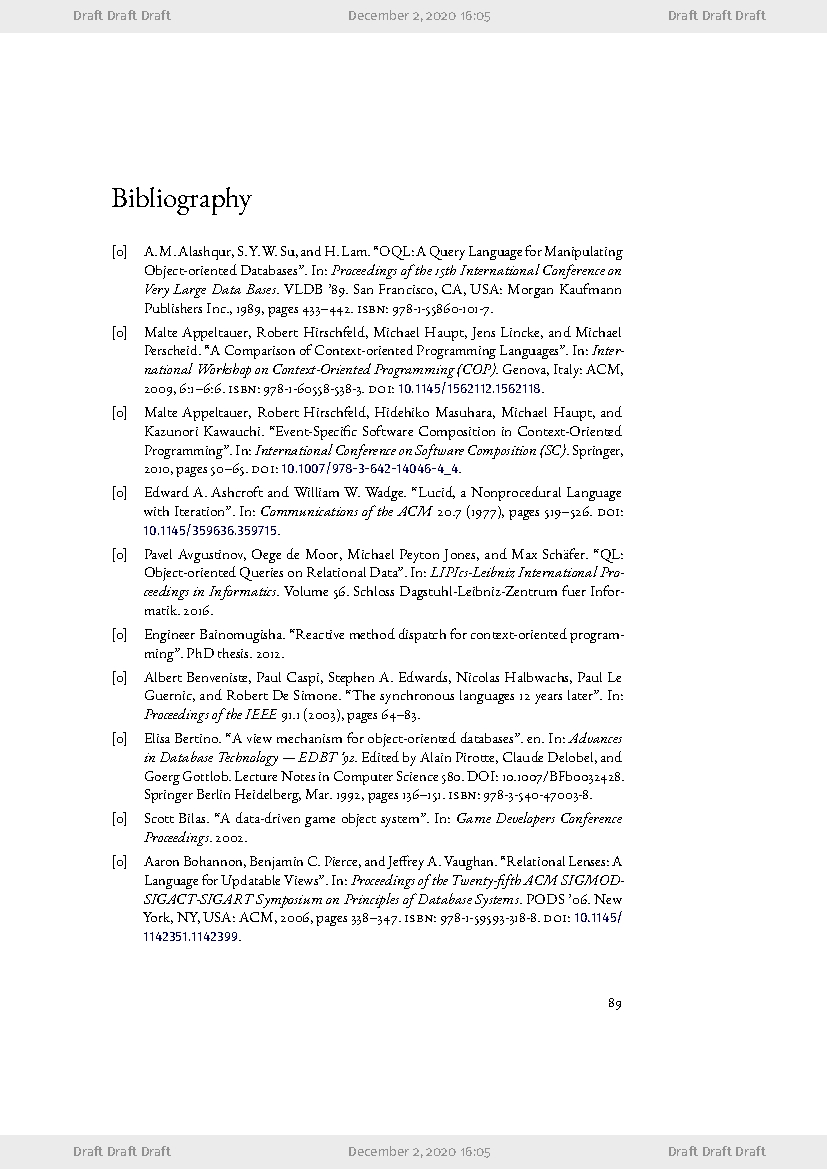 Draft Draft Draft December 2, 2020 16:05 Draft Draft Draft
Bibliography
[0] A. M. Alashqur, S. Y. W. Su, and H. Lam. “OQL: A Query Language for Manipulating
Object-oriented Databases”. In: Proceedings of the 15th International Conference on
Very Large Data Bases. VLDB ’89. San Francisco, CA, USA: Morgan Kaufmann
Publishers Inc., 1989, pages 433–442. ISBN: 978-1-55860-101-7.
[0] Malte Appeltauer, Robert Hirschfeld, Michael Haupt, Jens Lincke, and Michael
Perscheid. “A Comparison of Context-oriented Programming Languages”. In: Inter-
national Workshop on Context-Oriented Programming (COP). Genova, Italy: ACM,
2009, 6:1–6:6. ISBN: 978-1-60558-538-3. DOI: 10.1145/1562112.1562118.
[0] Malte Appeltauer, Robert Hirschfeld, Hidehiko Masuhara, Michael Haupt, and
Kazunori Kawauchi. “Event-Specific Software Composition in Context-Oriented
Programming”. In: International Conference on Software Composition (SC). Springer,
2010, pages 50–65. DOI: 10.1007/978-3-642-14046-4_4.
[0] Edward A. Ashcroft and William W. Wadge. “Lucid, a Nonprocedural Language
with Iteration”. In: Communications of the ACM 20.7 (1977), pages 519–526. DOI:
10.1145/359636.359715.
[0] Pavel Avgustinov, Oege de Moor, Michael Peyton Jones, and Max Schäfer. “QL:
Object-oriented Queries on Relational Data”. In: LIPIcs-Leibniz International Pro-
ceedings in Informatics. Volume 56. Schloss Dagstuhl-Leibniz-Zentrum fuer Infor-
matik. 2016.
[0] Engineer Bainomugisha. “Reactive method dispatch for context-oriented program-
ming”. PhD thesis. 2012.
[0] Albert Benveniste, Paul Caspi, Stephen A. Edwards, Nicolas Halbwachs, Paul Le
Guernic, and Robert De Simone. “The synchronous languages 12 years later”. In:
Proceedings of the IEEE 91.1 (2003), pages 64–83.
[0] Elisa Bertino. “A view mechanism for object-oriented databases”. en. In: Advances
in Database Technology — EDBT ’92. Edited by Alain Pirotte, Claude Delobel, and
Goerg Gottlob. Lecture Notes in Computer Science 580. DOI: 10.1007/BFb0032428.
Springer Berlin Heidelberg, Mar. 1992, pages 136–151. ISBN: 978-3-540-47003-8.
[0] Scott Bilas. “A data-driven game object system”. In: Game Developers Conference
Proceedings. 2002.
[0] Aaron Bohannon, Benjamin C. Pierce, and Jeffrey A. Vaughan. “Relational Lenses: A
Language for Updatable Views”. In: Proceedings of the Twenty-fifth ACM SIGMOD-
SIGACT-SIGART Symposium on Principles of Database Systems. PODS ’06. New
York, NY, USA: ACM, 2006, pages 338–347. ISBN: 978-1-59593-318-8. DOI: 10.1145/
1142351.1142399.
89
Draft Draft Draft December 2, 2020 16:05 Draft Draft Draft